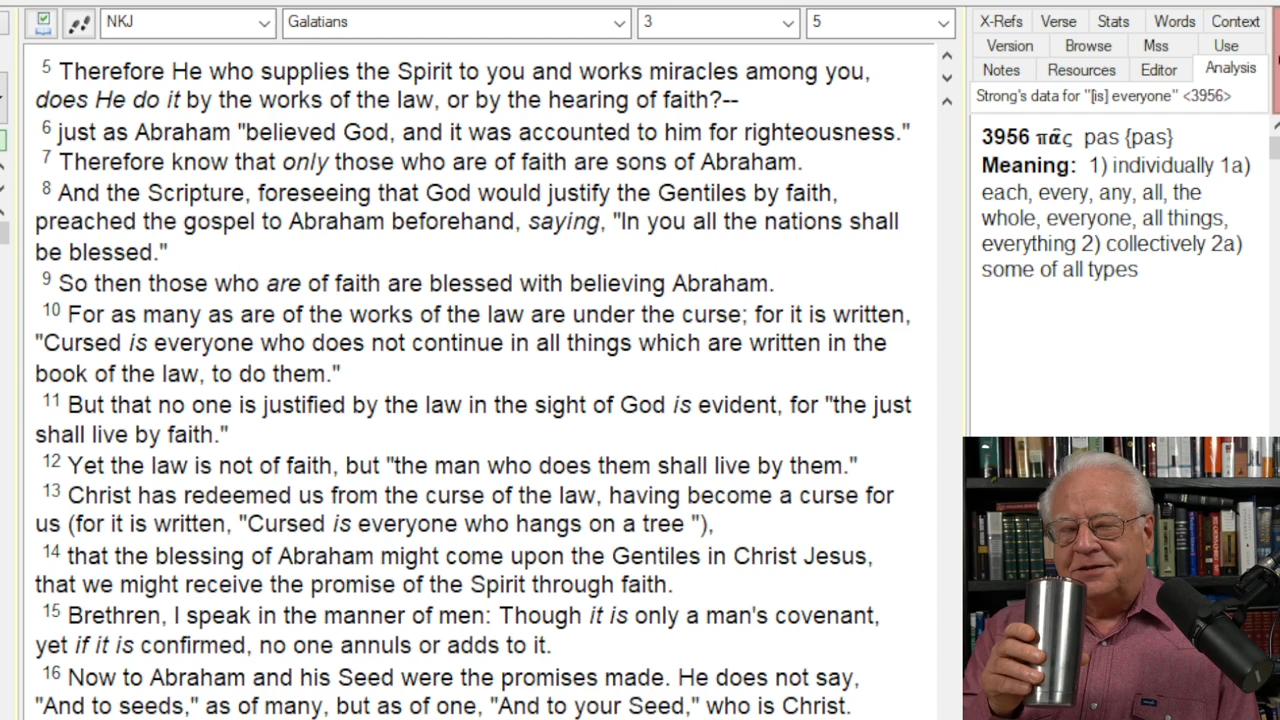 NKJ Galatians 3 5
5 Therefore He who supplies the Spirit to you and works miracles among you,
does He do it by the works of the law, or by the hearing of faith?--
6 just as Abraham "believed God, and it was accounted to him for righteousness."
7 Therefore know that only those who are of faith are sons of Abraham.
8 And the Scripture, foreseeing that God would justify the Gentiles by faith,
preached the gospel to Abraham beforehand, saying, "In you all the nations shall
be blessed."
9 So then those who are of faith are blessed with believing Abraham.
10 For as many as are of the works of the law are under the curse; for it is written,
"Cursed is everyone who does not continue in all things which are written in the
book of the law, to do them."
11 But that no one is justified by the law in the sight of God is evident, for "the just
shall live by faith."
12 Yet the law is not of faith, but "the man who does them shall live by them."
13 Christ has redeemed us from the curse of the law, having become a curse for
us (for it is written, "Cursed is everyone who hangs on a tree "),
14 that the blessing of Abraham might come upon the Gentiles in Christ Jesus,
that we might receive the promise of the Spirit through faith.
15 Brethren, I speak in the manner of men: Though it is only a man's covenant,
yet if it is confirmed, no one annuls or adds to it.
16 Now to Abraham and his Seed were the promises made. He does not say,
"And to seeds," as of many, but as of one, "And to your Seed," who is Christ.
X-Refs Verse Stats Words Context
Version Browse Mss Use
Notes Resources Editor Analysis
Strong's data for "[is] everyone" <3956>
3956 πᾶς pas {pas}
Meaning: 1) individually 1a)
each, every, any, all, the
whole, everyone, all things,
everything 2) collectively 2a)
some of all types